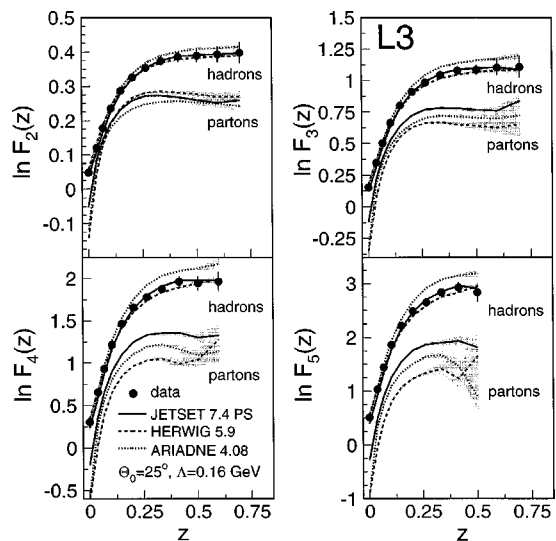 L3
ln F2(z)
0.5
0.4
0.3
0.2
0.1
0
-0.1
hadrons
partons
ln F3(z)
1.5
1.25
1
0.75
0.5
0.25
0
-0.25
hadrons
partons
ln F4(z)
2
1.5
1
0.5
0
-0.5
hadrons
partons
data
JETSET 7.4 PS
HERWIG 5.9
ARIADNE 4.08
Θ0=25°, Λ=0.16 GeV
0 0.25 0.5 0.75
z
ln F5(z)
3
2
1
0
-1
hadrons
partons
0 0.25 0.5 0.75
z